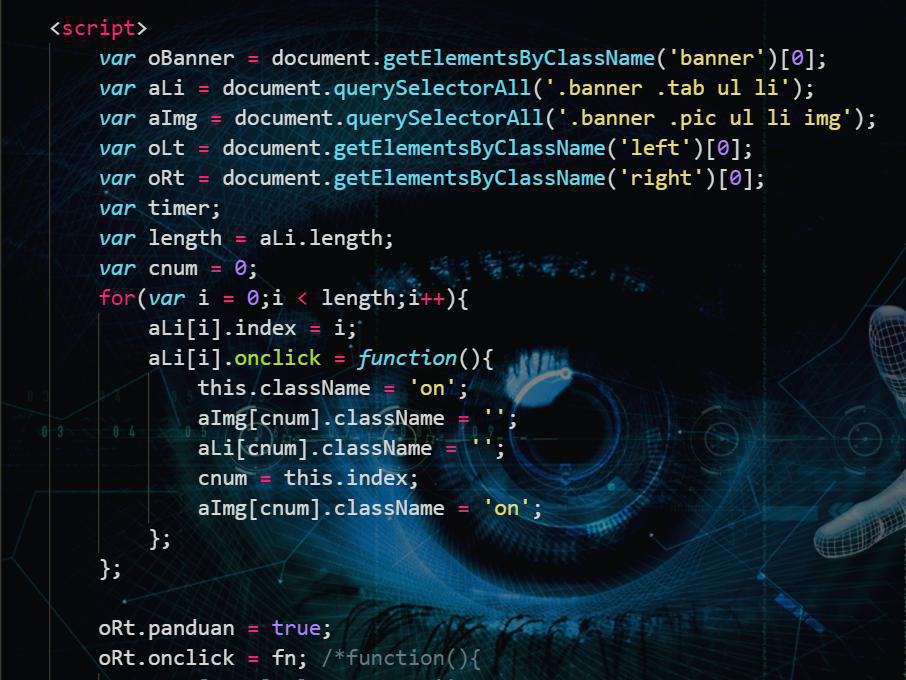 <script>
var oBanner = document.getElementsByClassName('banner')[0];
var aLi = document.querySelectorAll('.banner .tab ul li');
var aImg = document.querySelectorAll('.banner .pic ul li img');
var oLt = document.getElementsByClassName('left')[0];
var oRt = document.getElementsByClassName('right')[0];
var timer;
var length = aLi.length;
var cnum = 0;
for(var i = 0;i < length;i++){
aLi[i].index = i;
aLi[i].onclick = function(){
this.className = 'on';
aImg[cnum].className = '';
aLi[cnum].className = '';
cnum = this.index;
aImg[cnum].className = 'on';
};
};
oRt.panduan = true;
oRt.onclick = fn; /*function(){
03 04